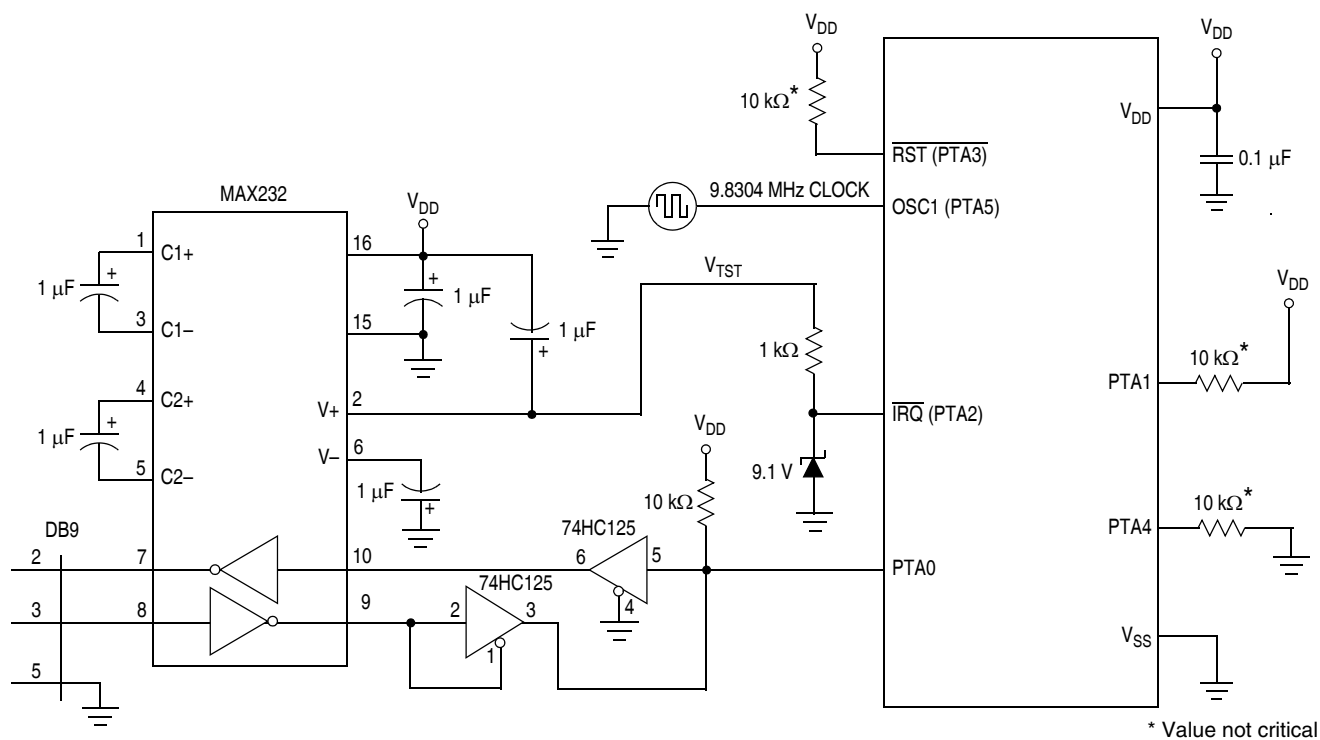 VDD
VDD
10 kΩ*
VDD
0.1 μF
RST (PTA3)
MAX232
9.8304 MHz CLOCK
OSC1 (PTA5)
VDD
1
C1+
16
+
1 μF
+
1 μF
VTST
VDD
3
C1–
15
1 μF
+
1 kΩ
10 kΩ*
PTA1
4
C2+
V+
2
IRQ (PTA2)
+
1 μF
VDD
V–
6
5
C2–
9.1 V
1 μF
+
10 kΩ
10 kΩ*
PTA4
DB9
74HC125
2
7
10
6
5
PTA0
74HC125
4
3
8
9
2
3
1
VSS
5
* Value not critical